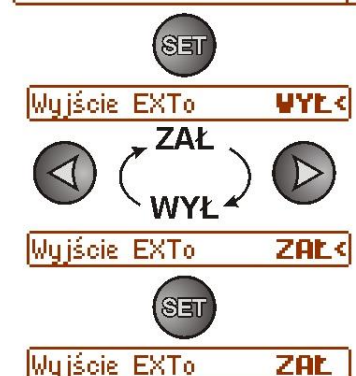 SET
Wyjście EXTo WYŁ<
ZAŁ
WYŁ
Wyjście EXTo ZAŁ<
SET
Wyjście EXTo ZAŁ